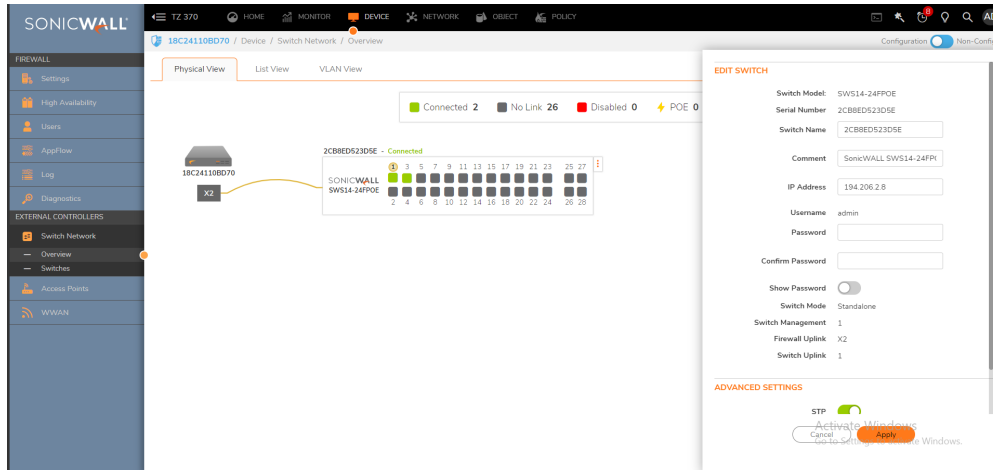 SONICWALL
TZ 370 HOME MONITOR DEVICE NETWORK OBJECT POLICY 8
18C24110BD70 / Device / Switch Network / Overview
Configuration
FIREWALL
Settings
High Availability
Users
AppFlow
Log
Diagnostics
EXTERNAL CONTROLLERS
Switch Network
Overview
Switches
Access Points
WWAN
Physical View List View VLAN View
Connected 2 No Link 26 Disabled 0 POE 0
18C24110BD70
X2
2CB8ED523D5E - Connected
1 3 5 7 9 11 13 15 17 19 21 23 25 27
SONICWALL
SWS14-24FPOE
2 4 6 8 10 12 14 16 18 20 22 24 26 28
EDIT SWITCH
Switch Model: SWS14-24FPOE
Serial Number 2CB8ED523D5E
Switch Name 2CB8ED523D5E
Comment SonicWALL SWS14-24FP
IP Address 194.206.2.8
Username admin
Password
Confirm Password
Show Password
Switch Mode Standalone
Switch Management 1
Firewall Uplink X2
Switch Uplink 1
ADVANCED SETTINGS
STP
Activate Windows
Cancel Apply
Go to Settings to activate Windows.